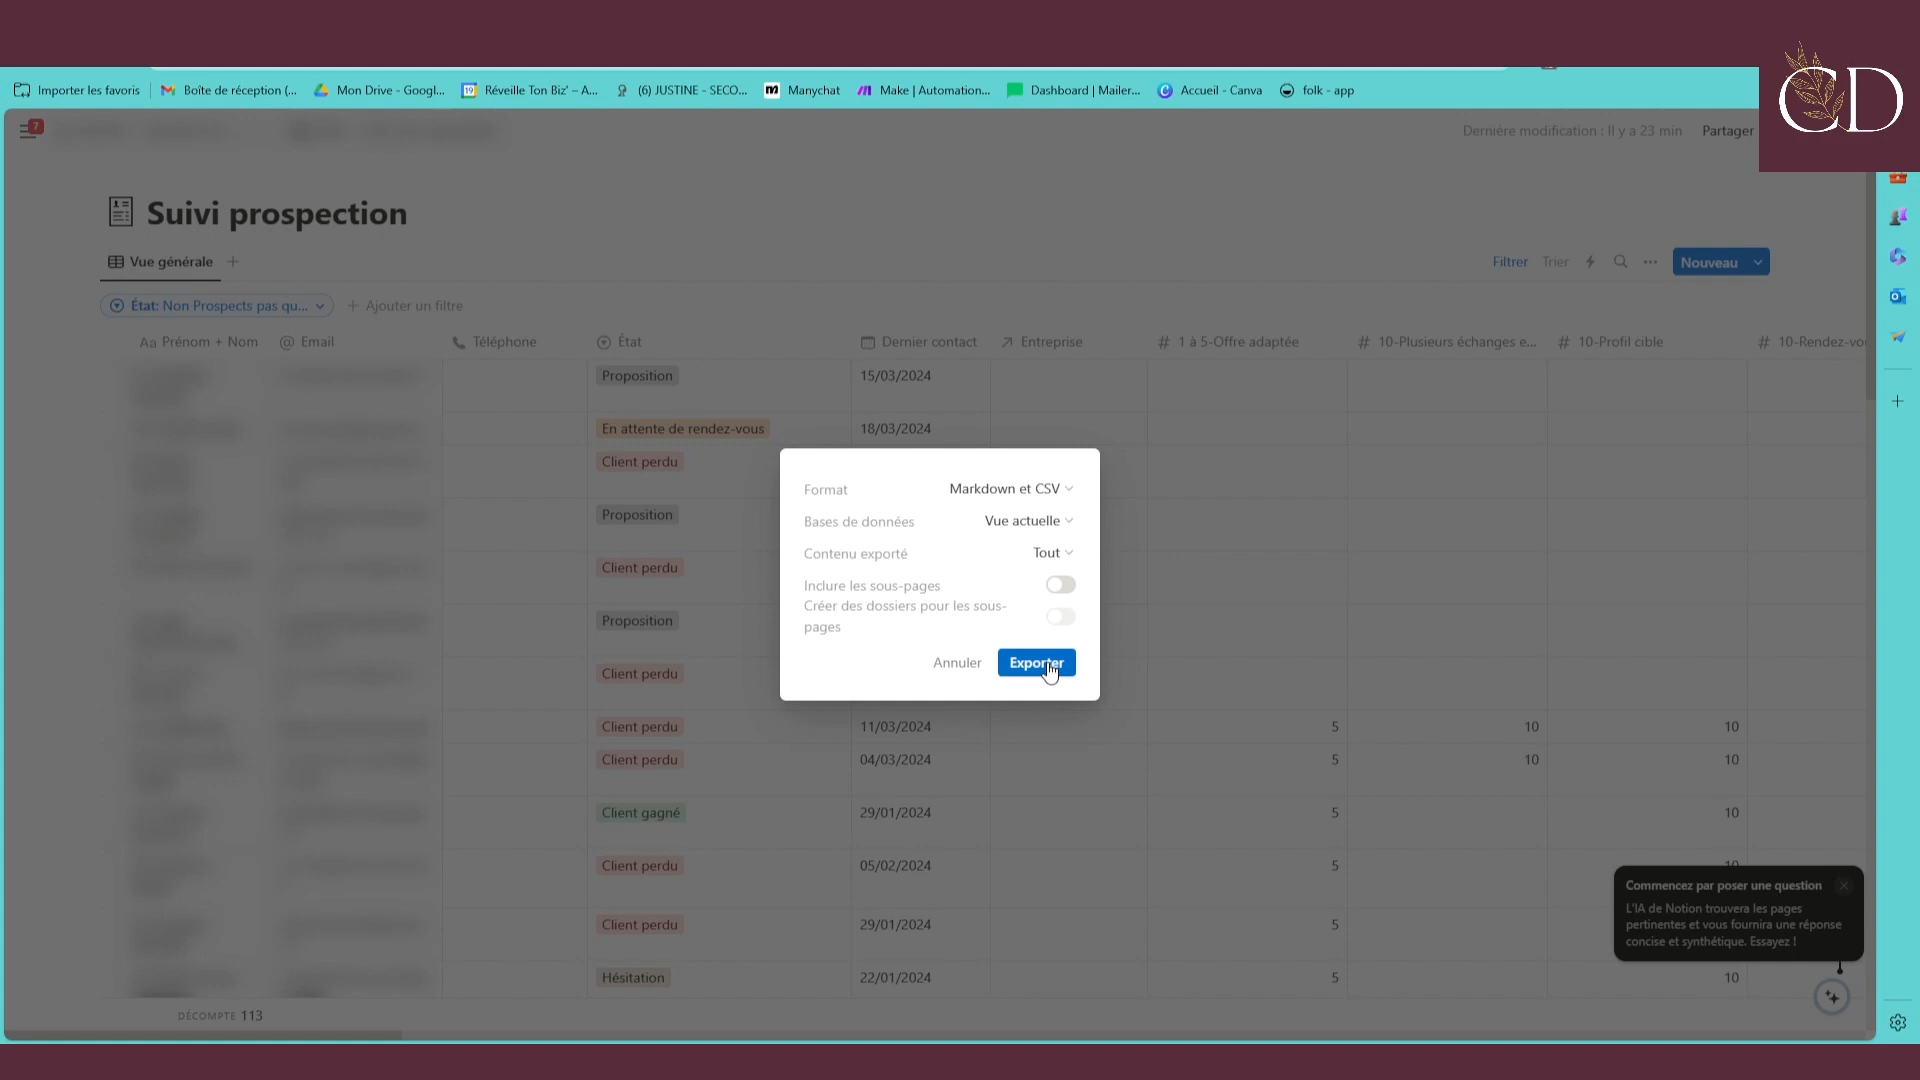 Importer les favoris
Boîte de réception (...
Mon Drive - Googl...
19
Réveille Ton Biz' – A...
(6) JUSTINE - SECO...
Manychat
Make | Automation...
Dashboard | Mailer...
Accueil - Canva
folk - app
CD
7
Dernière modification : Il y a 23 min
Partager
Suivi prospection
Vue générale
Filtrer
Trier
Nouveau
État: Non Prospects pas qu...
Ajouter un filtre
Aa Prénom + Nom
@ Email
Téléphone
État
Dernier contact
Entreprise
# 1 à 5-Offre adaptée
# 10-Plusieurs échanges e...
# 10-Profil cible
# 10-Rendez-vo
Proposition
15/03/2024
En attente de rendez-vous
18/03/2024
Client perdu
Proposition
Client perdu
Proposition
Client perdu
Format
Markdown et CSV
Bases de données
Vue actuelle
Contenu exporté
Tout
Inclure les sous-pages
Créer des dossiers pour les sous-
pages
Annuler
Exporter
Client perdu
11/03/2024
5
10
10
Client perdu
04/03/2024
5
10
10
Client gagné
29/01/2024
5
10
Client perdu
05/02/2024
5
10
Client perdu
29/01/2024
5
Hésitation
22/01/2024
5
10
Commencez par poser une question
L'IA de Notion trouvera les pages
pertinentes et vous fournira une réponse
concise et synthétique. Essayez !
DÉCOMPTE 113